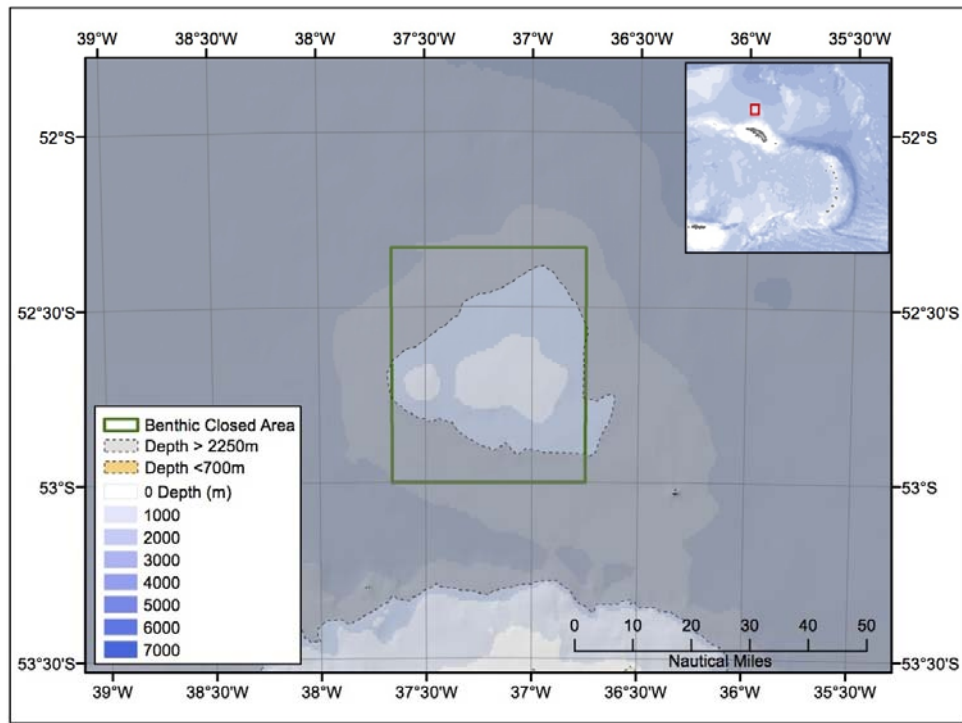 39°W 38°30'W 38°W 37°30'W 37°W 36°30'W 36°W 35°30'W
52°S 52°S
52°30'S 52°30'S
Benthic Closed Area
Depth > 2250m
Depth <700m
0 Depth (m)
1000
2000
3000
4000
5000
6000
7000
53°S 53°S
0 10 20 30 40 50
Nautical Miles
53°30'S 53°30'S
39°W 38°30'W 38°W 37°30'W 37°W 36°30'W 36°W 35°30'W